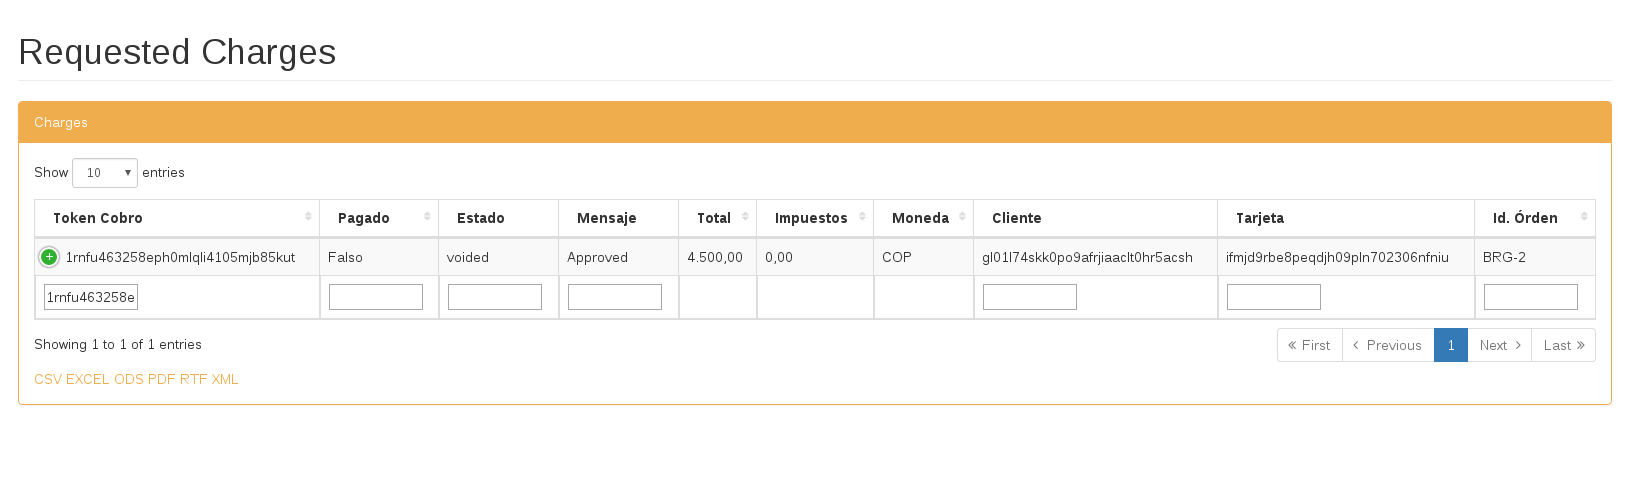 Requested Charges
Charges
Show 10 entries
Token Cobro Pagado Estado Mensaje Total Impuestos Moneda Cliente Tarjeta Id. Órden
1rnfu463258eph0mlqli4105mjb85kut Falso voided Approved 4.500,00 0,00 COP gl01l74skk0po9afrjiaaclt0hr5acsh ifmjd9rbe8peqdjh09pln702306nfniu BRG-2
1rnfu463258e
Showing 1 to 1 of 1 entries « First ‹ Previous 1 Next › Last »
CSV EXCEL ODS PDF RTF XML